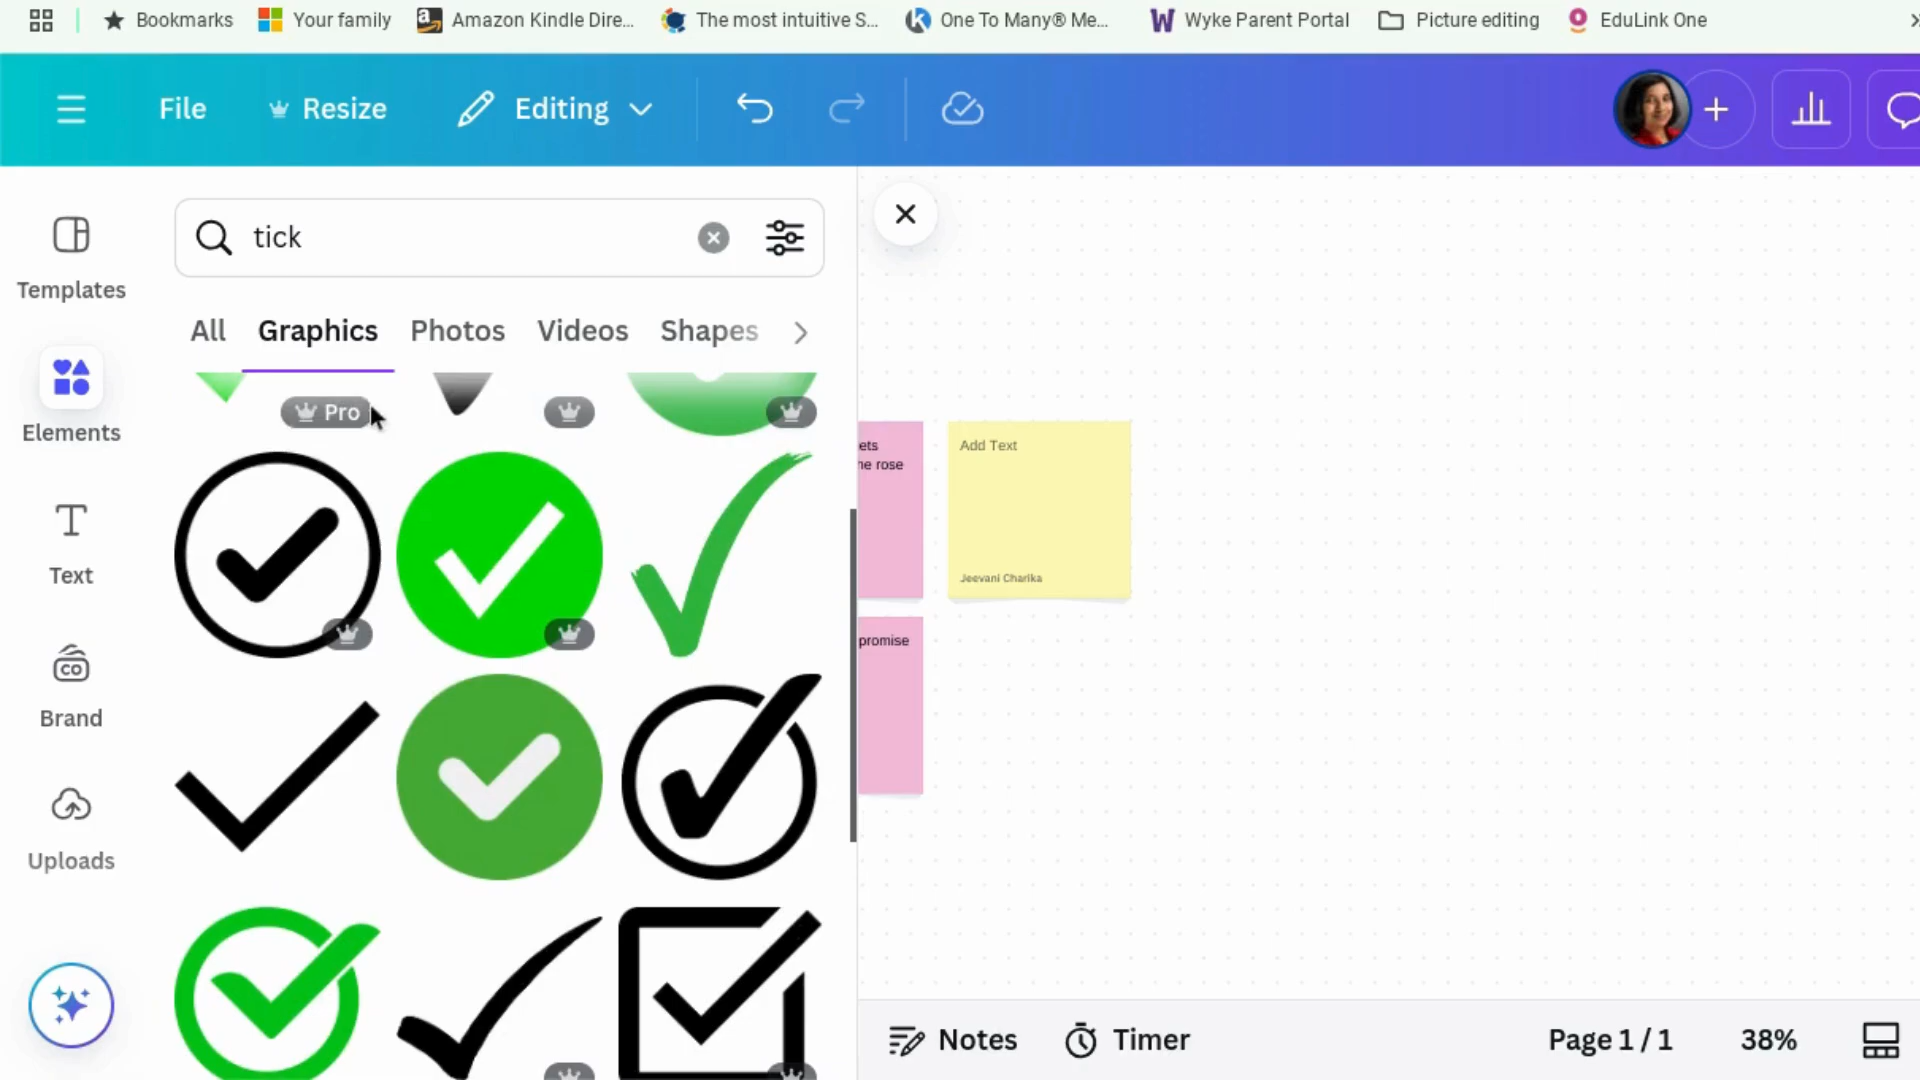 Bookmarks Your family Amazon Kindle Dire... The most intuitive S... One To Many® Me... Wyke Parent Portal Picture editing EduLink One
File Resize Editing
tick
Templates
All Graphics Photos Videos Shapes
Pro
Elements
Text
Brand
Uploads
ets
he rose
promise
Add Text
Jeevani Charika
Notes Timer Page 1 / 1 38%